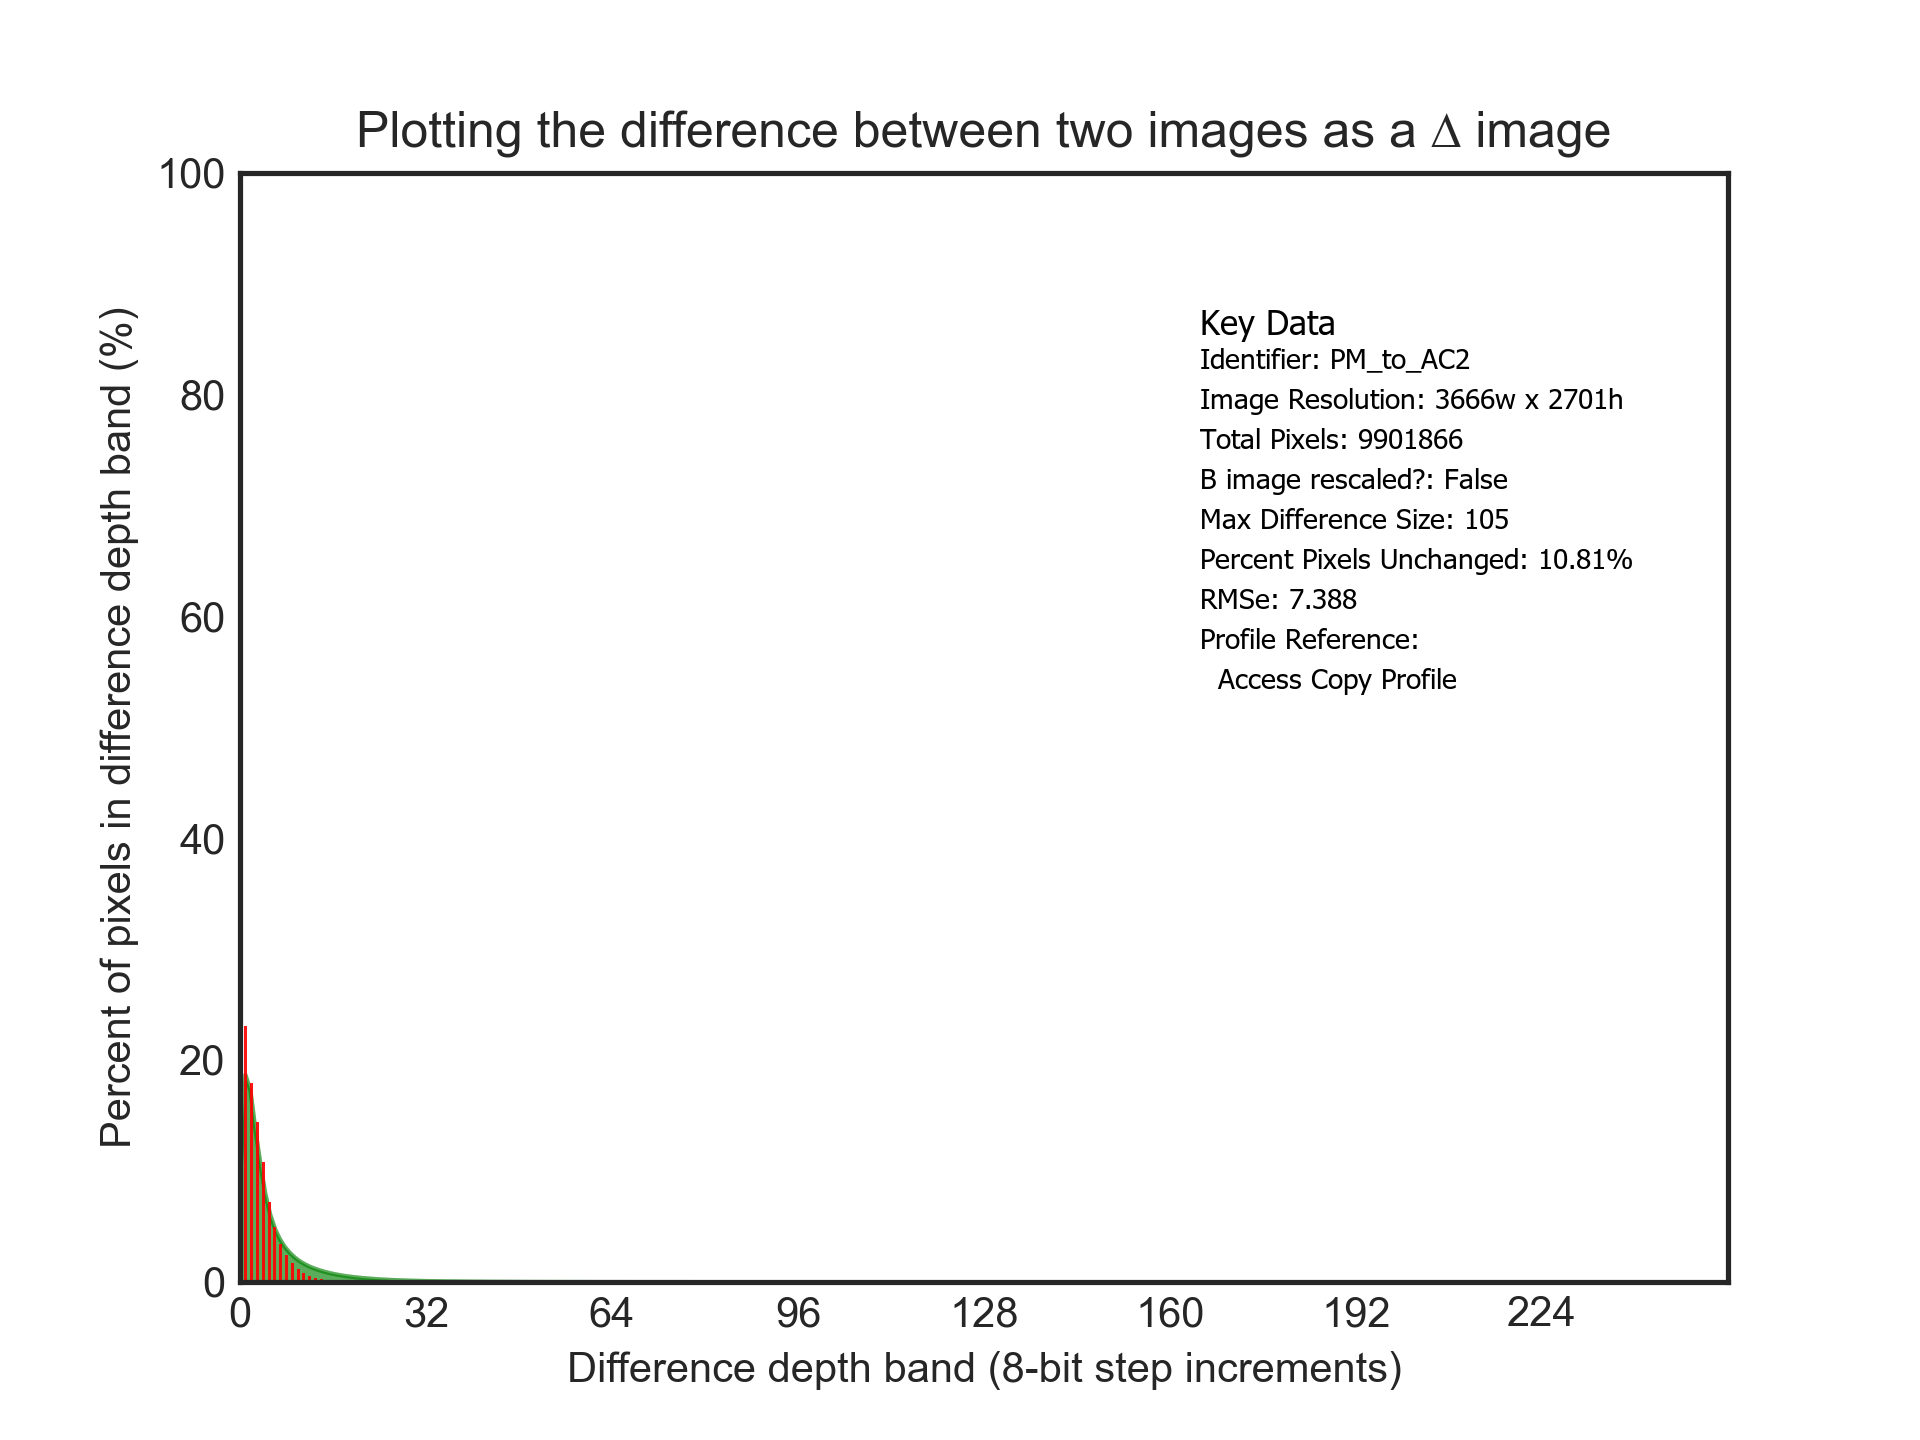 Plotting the difference between two images as a Δ image
Percent of pixels in difference depth band (%)
100
80
60
40
20
0
Key Data
Identifier: PM_to_AC2
Image Resolution: 3666w x 2701h
Total Pixels: 9901866
B image rescaled?: False
Max Difference Size: 105
Percent Pixels Unchanged: 10.81%
RMSe: 7.388
Profile Reference:
Access Copy Profile
0 32 64 96 128 160 192 224
Difference depth band (8-bit step increments)